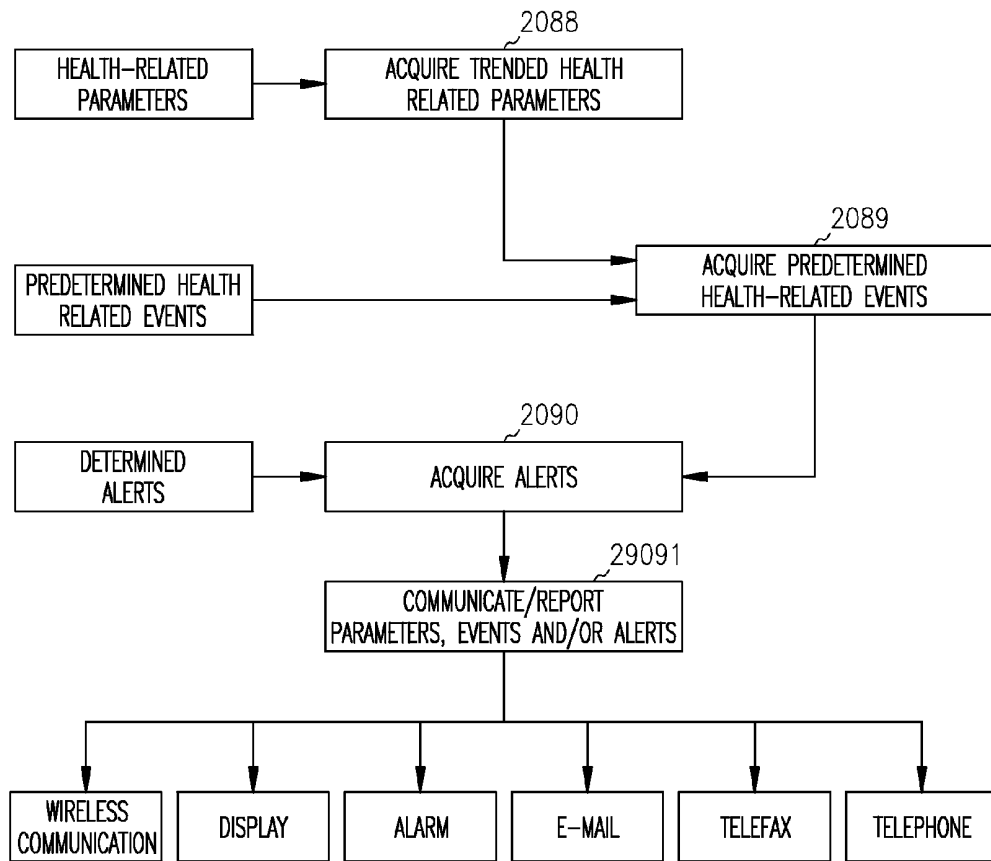 2088
HEALTH-RELATED
PARAMETERS
ACQUIRE TRENDED HEALTH
RELATED PARAMETERS
2089
PREDETERMINED HEALTH
RELATED EVENTS
ACQUIRE PREDETERMINED
HEALTH-RELATED EVENTS
2090
DETERMINED
ALERTS
ACQUIRE ALERTS
29091
COMMUNICATE/REPORT
PARAMETERS, EVENTS AND/OR ALERTS
WIRELESS
COMMUNICATION
DISPLAY
ALARM
E-MAIL
TELEFAX
TELEPHONE